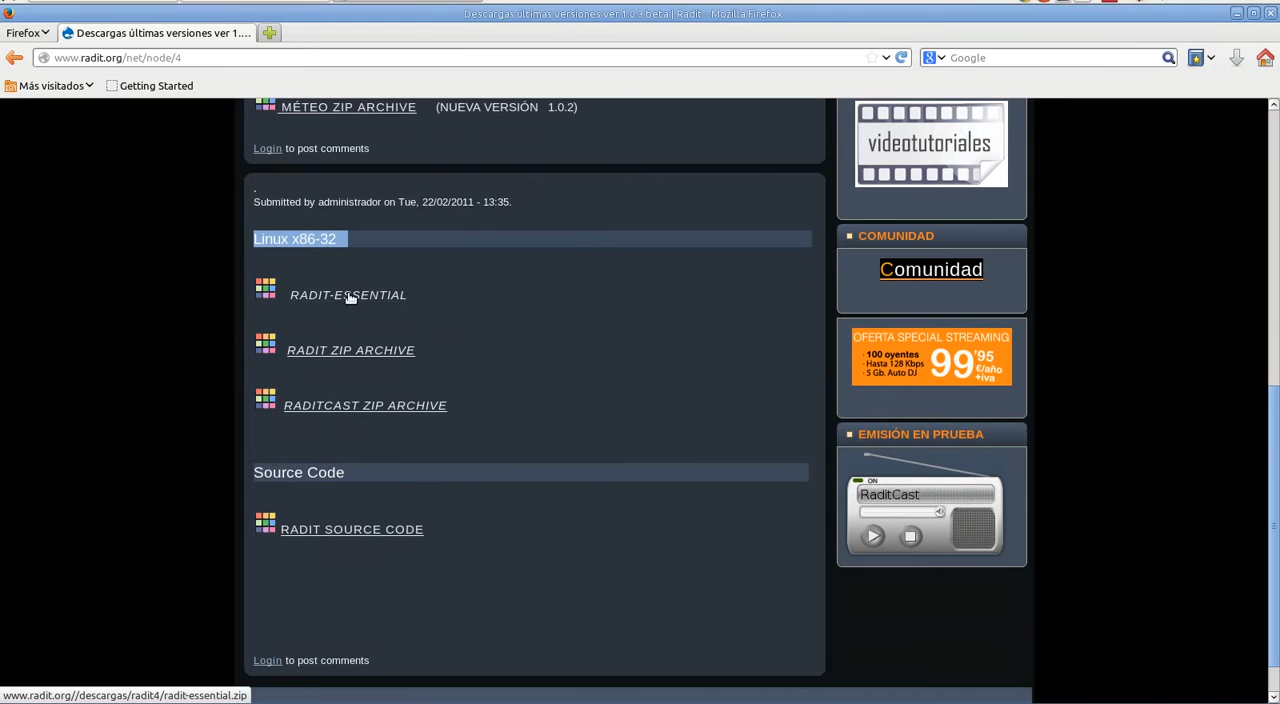 Descargas últimas versiones ver 1.0.3 beta | Radit - Mozilla Firefox
Firefox
Descargas últimas versiones ver 1....
www.radit.org/net/node/4
Google
Más visitados
Getting Started
MÉTEO ZIP ARCHIVE (NUEVA VERSIÓN 1.0.2)
Login to post comments
.
Submitted by administrador on Tue, 22/02/2011 - 13:35.
Linux x86-32
RADIT-ESSENTIAL
RADIT ZIP ARCHIVE
RADITCAST ZIP ARCHIVE
Source Code
RADIT SOURCE CODE
Login to post comments
videotutoriales
COMUNIDAD
Comunidad
OFERTA SPECIAL STREAMING
· 100 oyentes
· Hasta 128 Kbps
· 5 Gb. Auto DJ
99'95
€/año
+iva
EMISIÓN EN PRUEBA
ON
RaditCast
www.radit.org//descargas/radit4/radit-essential.zip